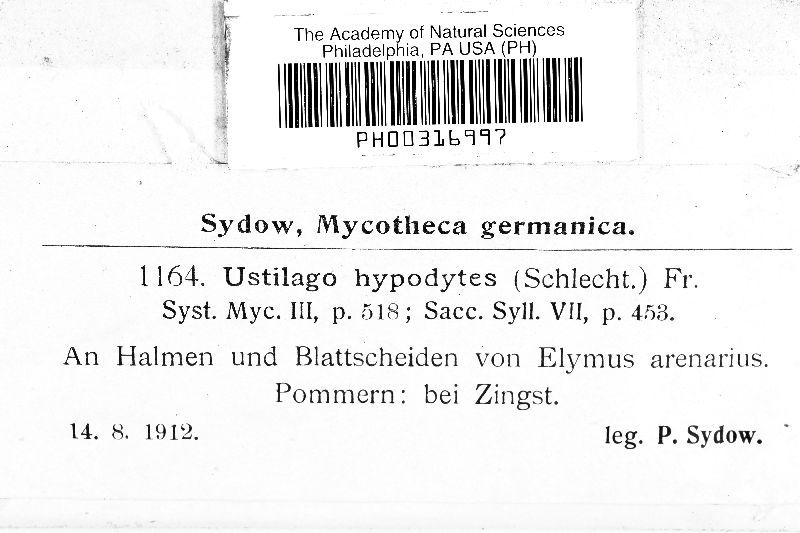 The Academy of Natural Sciences
Philadelphia, PA USA (PH)
PH00316997
Sydow, Mycotheca germanica.
1164. Ustilago hypodytes (Schlecht.) Fr.
Syst. Myc. III, p. 518; Sacc. Syll. VII, p. 453.
An Halmen und Blattscheiden von Elymus arenarius.
Pommern: bei Zingst.
14. 8. 1912. leg. P. Sydow.